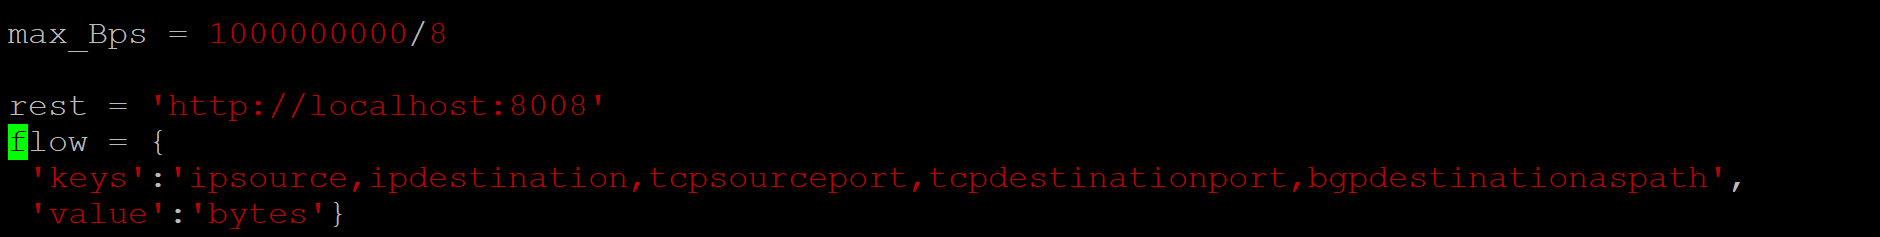 max_Bps = 1000000000/8
rest = 'http://localhost:8008'
flow = {
'keys':'ipsource,ipdestination,tcpsourceport,tcpdestinationport,bgpdestinationaspath',
'value':'bytes'}